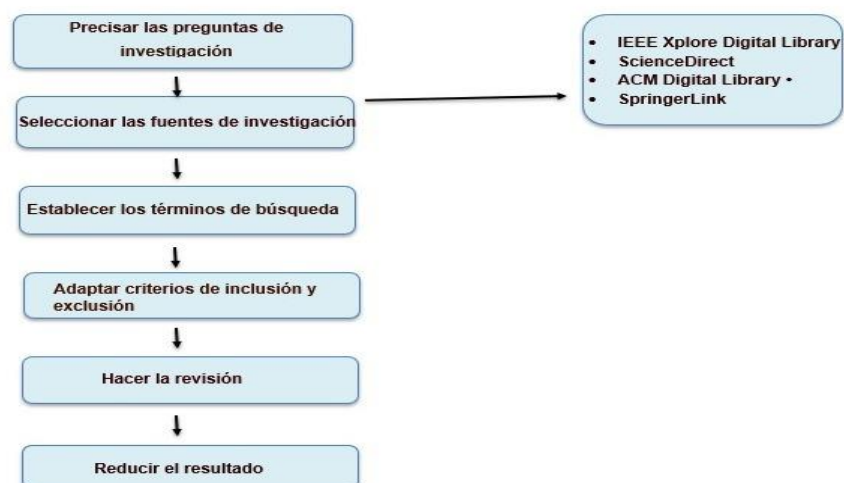 Precisar las preguntas de
investigación
Seleccionar las fuentes de investigación
• IEEE Xplore Digital Library
• ScienceDirect
• ACM Digital Library •
• SpringerLink
Establecer los términos de búsqueda
Adaptar criterios de inclusión y
exclusión
Hacer la revisión
Reducir el resultado